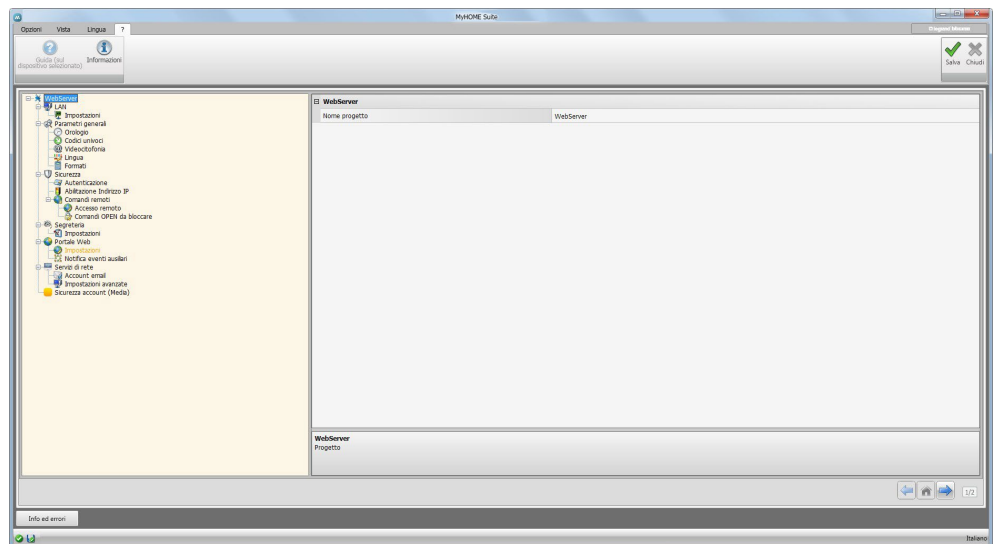 MyHOME Suite
Opzioni Vista Lingua ?
Guida (sul dispositivo selezionato)
Informazioni
Salva Chiudi
WebServer
LAN
Impostazioni
Parametri generali
Orologio
Codici univoci
Videocitofonia
Lingua
Formati
Sicurezza
Autenticazione
Abilitazione Indirizzo IP
Comandi remoti
Accesso remoto
Comandi OPEN da bloccare
Segreteria
Impostazioni
Portale Web
Impostazioni
Notifica eventi ausiliari
Servizi di rete
Account email
Impostazioni avanzate
Sicurezza account (Media)
WebServer
Nome progetto WebServer
WebServer
Progetto
1/2
Info ed errori
Italiano